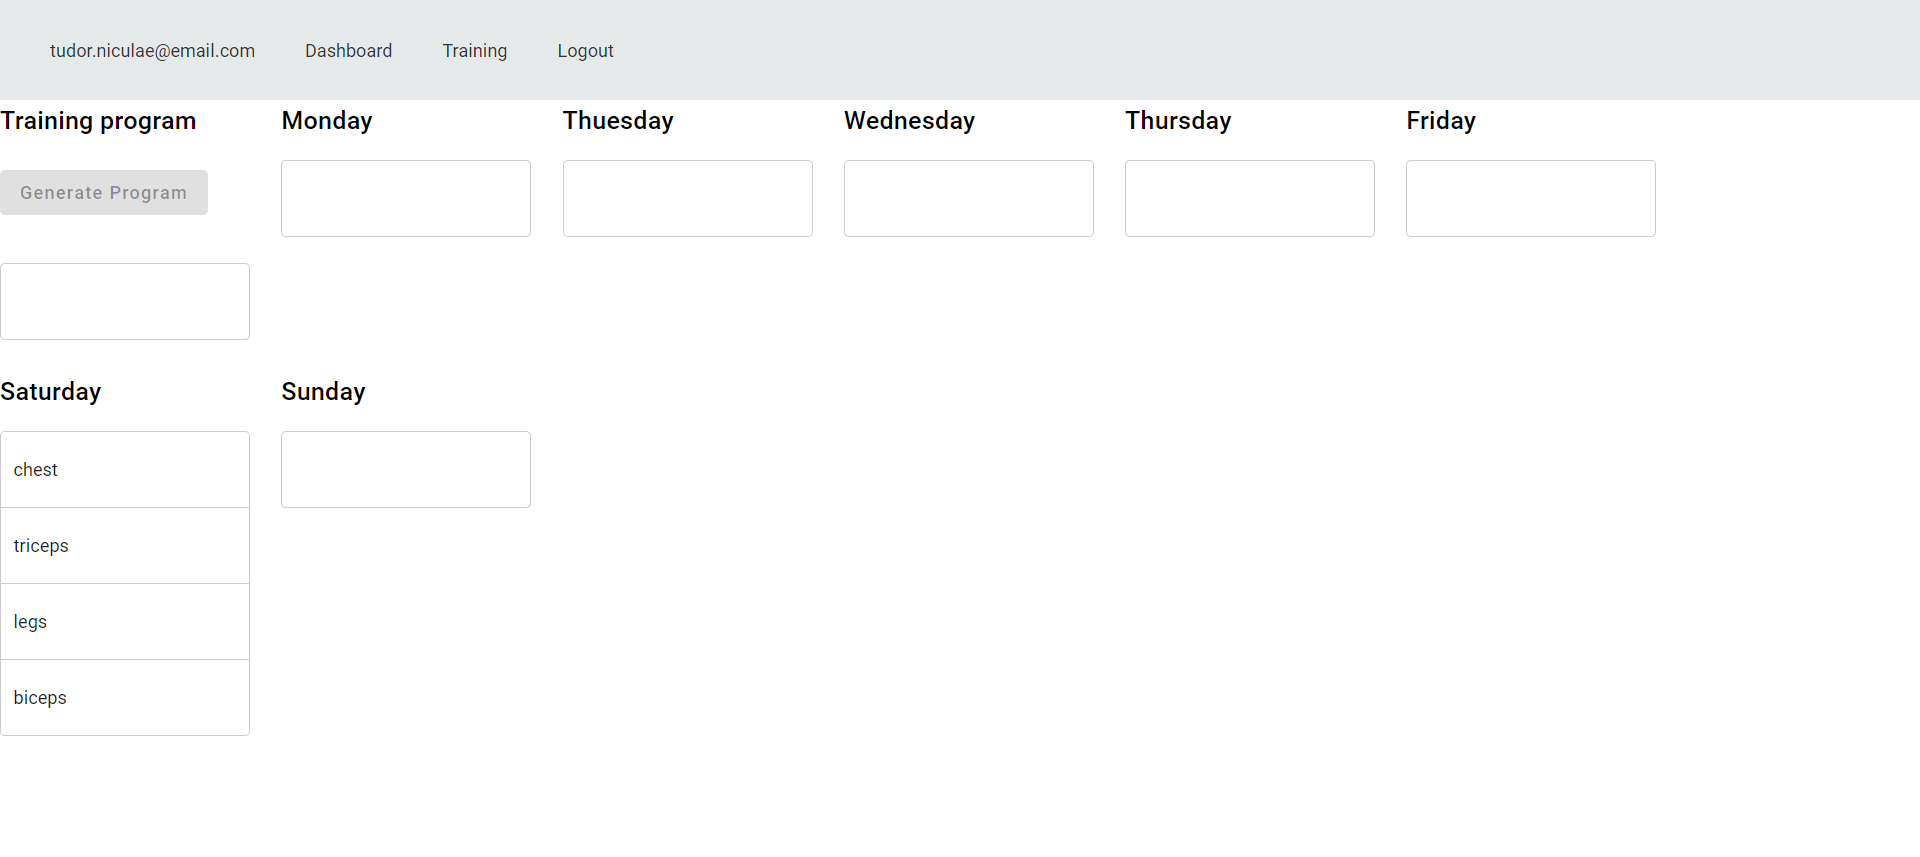 tudor.niculae@email.com Dashboard Training Logout
Training program Monday Thuesday Wednesday Thursday Friday
Generate Program
Saturday Sunday
chest
triceps
legs
biceps